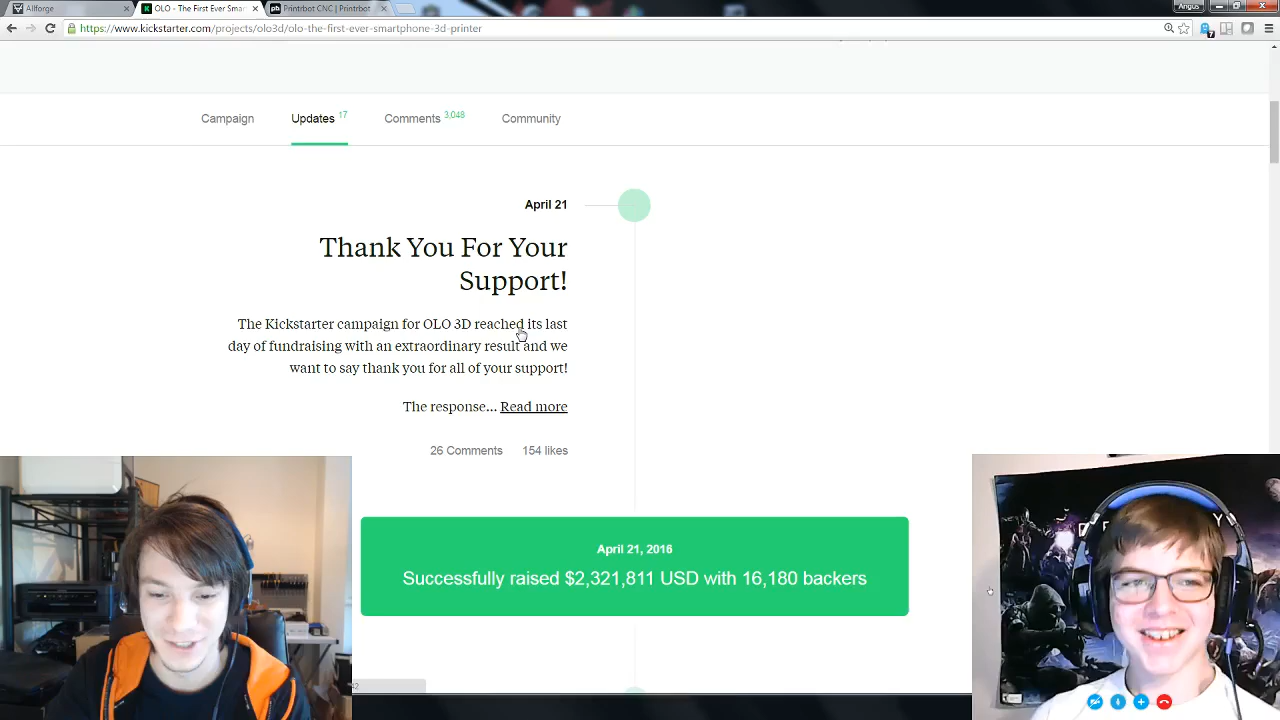 Allforge
OLO - The First Ever Smar
Printrbot CNC | Printrbot
Angus
https://www.kickstarter.com/projects/olo3d/olo-the-first-ever-smartphone-3d-printer
7
Campaign
Updates 17
Comments 3,048
Community
April 21
Thank You For Your
Support!
The Kickstarter campaign for OLO 3D reached its last
day of fundraising with an extraordinary result and we
want to say thank you for all of your support!
The response... Read more
26 Comments 154 likes
April 21, 2016
Successfully raised $2,321,811 USD with 16,180 backers